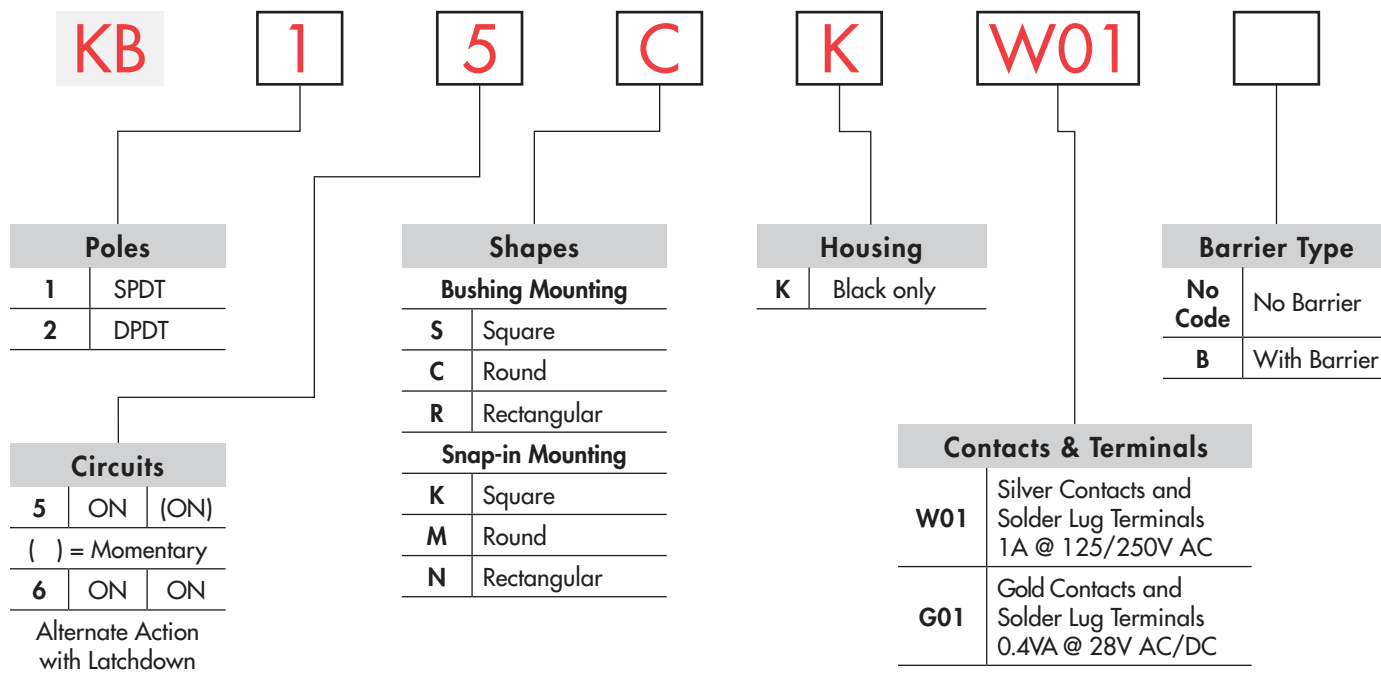 KB 1 5 C K W01
Poles
1 SPDT
2 DPDT
Circuits
5 ON (ON)
( ) = Momentary
6 ON ON
Alternate Action
with Latchdown
Shapes
Bushing Mounting
S Square
C Round
R Rectangular
Snap-in Mounting
K Square
M Round
N Rectangular
Housing
K Black only
Contacts & Terminals
W01 Silver Contacts and
Solder Lug Terminals
1A @ 125/250V AC
G01 Gold Contacts and
Solder Lug Terminals
0.4VA @ 28V AC/DC
Barrier Type
No
Code No Barrier
B With Barrier